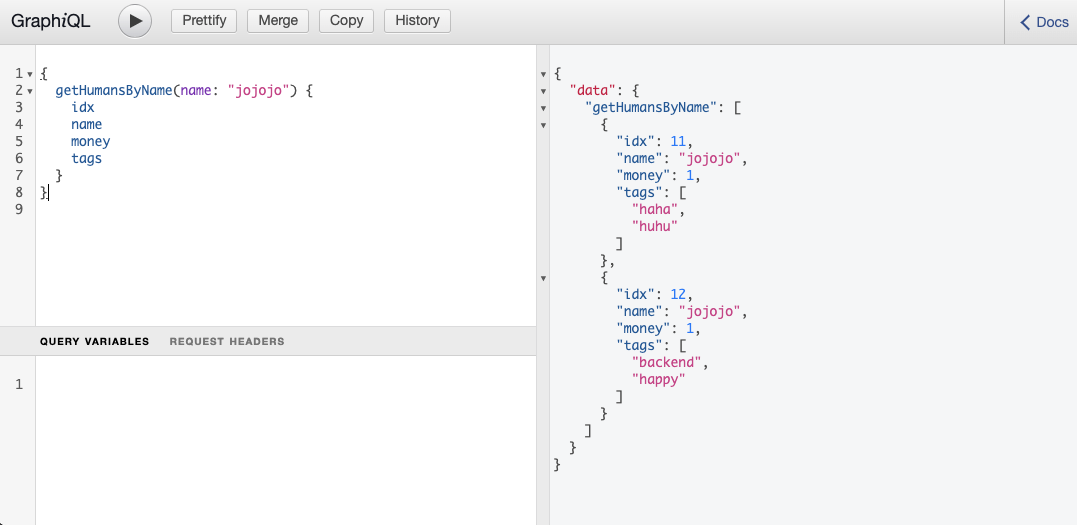 GraphiQL Prettify Merge Copy History Docs
1 {
2 getHumansByName(name: "jojojo") {
3 idx
4 name
5 money
6 tags
7 }
8 }
9
QUERY VARIABLES REQUEST HEADERS
1
{
"data": {
"getHumansByName": [
{
"idx": 11,
"name": "jojojo",
"money": 1,
"tags": [
"haha",
"huhu"
]
},
{
"idx": 12,
"name": "jojojo",
"money": 1,
"tags": [
"backend",
"happy"
]
}
]
}
}